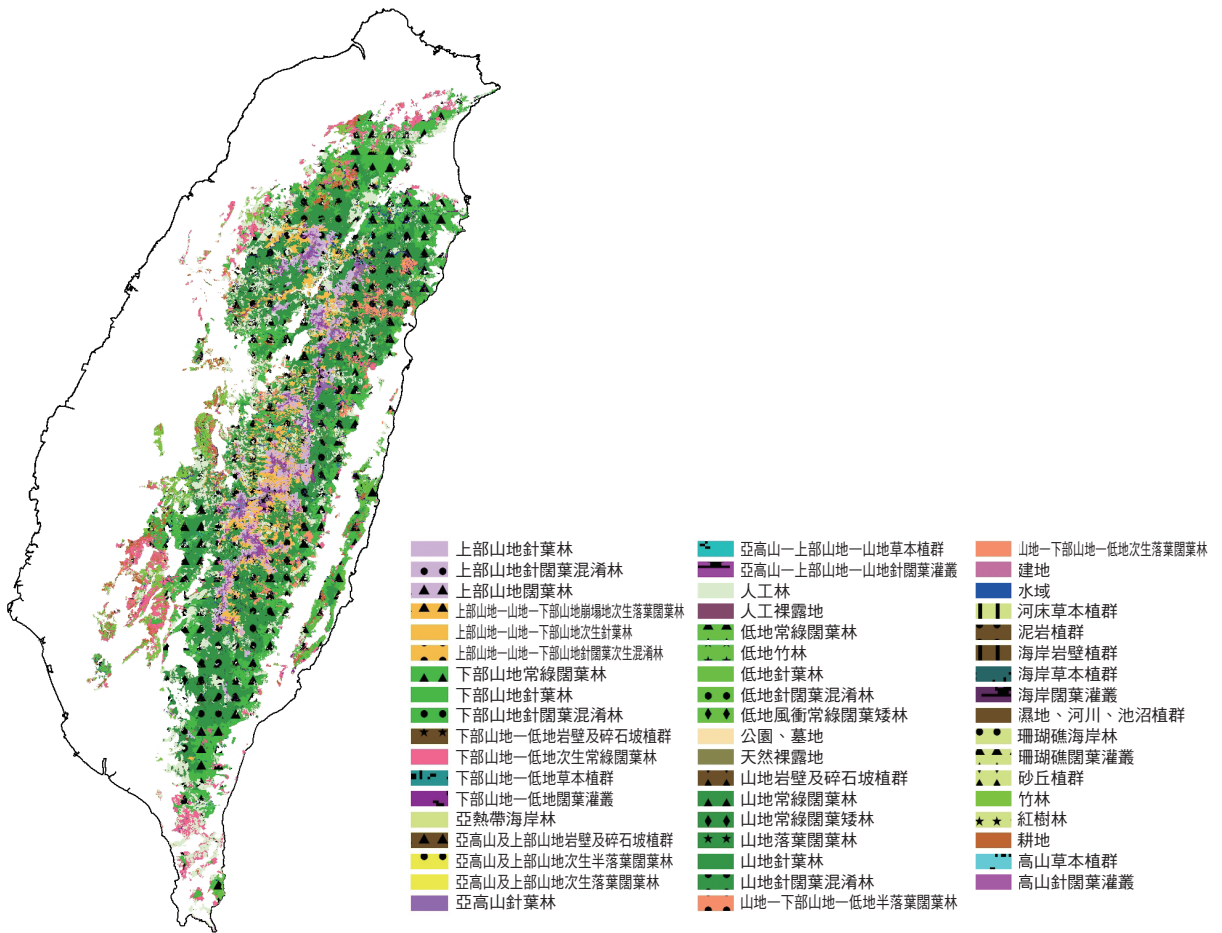 上部山地針葉林
上部山地針闊葉混淆林
上部山地闊葉林
上部山地—山地—下部山地崩塌地次生落葉闊葉林
上部山地—山地—下部山地次生針葉林
上部山地—山地—下部山地針闊葉次生混淆林
下部山地常綠闊葉林
下部山地針葉林
下部山地針闊葉混淆林
下部山地—低地岩壁及碎石坡植群
下部山地—低地次生常綠闊葉林
下部山地—低地草本植群
下部山地—低地闊葉灌叢
亞熱帶海岸林
亞高山及上部山地岩壁及碎石坡植群
亞高山及上部山地次生半落葉闊葉林
亞高山及上部山地次生落葉闊葉林
亞高山針葉林
亞高山—上部山地—山地草本植群
亞高山—上部山地—山地針闊葉灌叢
人工林
人工裸露地
低地常綠闊葉林
低地竹林
低地針葉林
低地針闊葉混淆林
低地風衝常綠闊葉矮林
公園、墓地
天然裸露地
山地岩壁及碎石坡植群
山地常綠闊葉林
山地常綠闊葉矮林
山地落葉闊葉林
山地針葉林
山地針闊葉混淆林
山地—下部山地—低地半落葉闊葉林
山地—下部山地—低地次生落葉闊葉林
建地
水域
河床草本植群
泥岩植群
海岸岩壁植群
海岸草本植群
海岸闊葉灌叢
濕地、河川、池沼植群
珊瑚礁海岸林
珊瑚礁闊葉灌叢
砂丘植群
竹林
紅樹林
耕地
高山草本植群
高山針闊葉灌叢